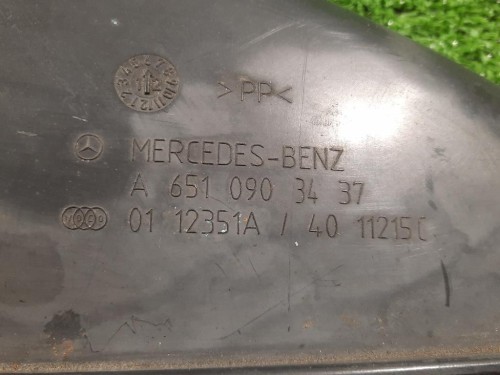 >PP<
MERCEDES-BENZ
A 651 090 34 37
01 12351A / 40 11215C